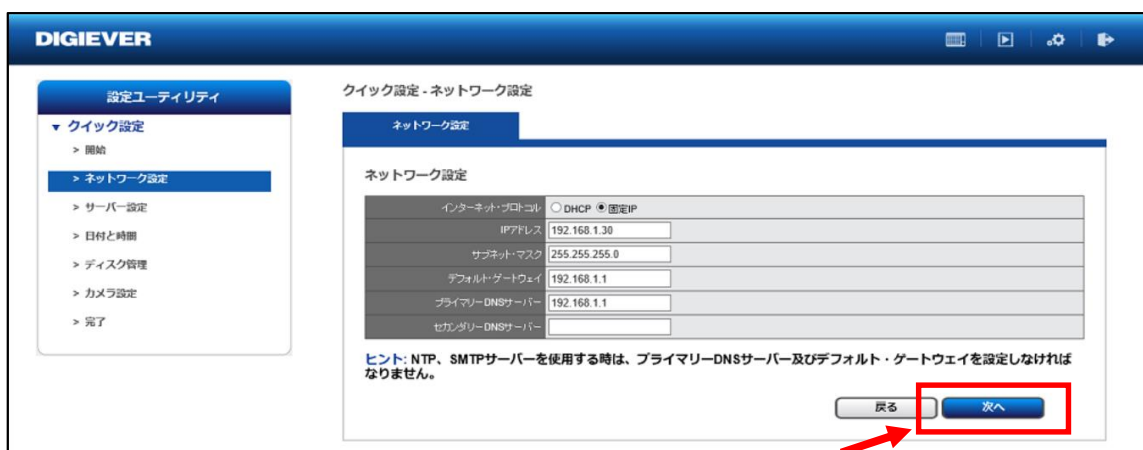 DIGIEVER
設定ユーティリティ
▼ クイック設定
> 開始
> ネットワーク設定
> サーバー設定
> 日付と時間
> ディスク管理
> カメラ設定
> 完了
クイック設定 - ネットワーク設定
ネットワーク設定
ネットワーク設定
インターネット・プロトコル DHCP 固定IP
IPアドレス 192.168.1.30
サブネット・マスク 255.255.255.0
デフォルト・ゲートウェイ 192.168.1.1
プライマリーDNSサーバー 192.168.1.1
セカンダリーDNSサーバー
ヒント: NTP、SMTPサーバーを使用する時は、プライマリーDNSサーバー及びデフォルト・ゲートウェイを設定しなければ
なりません。
戻る 次へ